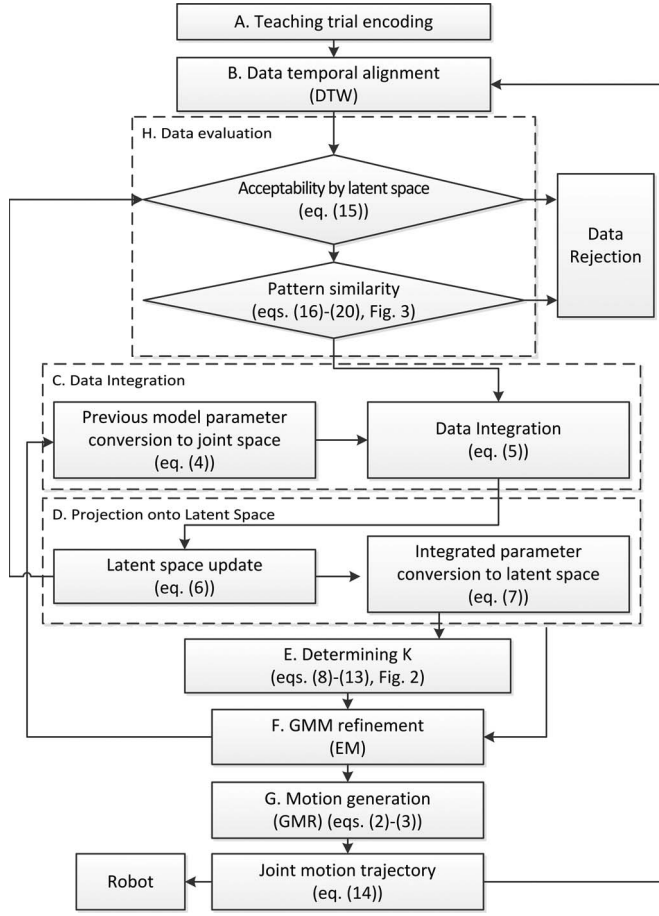 A. Teaching trial encoding
B. Data temporal alignment
(DTW)
H. Data evaluation
Acceptability by latent space
(eq. (15))
Data
Rejection
Pattern similarity
(eqs. (16)-(20), Fig. 3)
C. Data Integration
Previous model parameter
conversion to joint space
(eq. (4))
Data Integration
(eq. (5))
D. Projection onto Latent Space
Latent space update
(eq. (6))
Integrated parameter
conversion to latent space
(eq. (7))
E. Determining K
(eqs. (8)-(13), Fig. 2)
F. GMM refinement
(EM)
G. Motion generation
(GMR) (eqs. (2)-(3))
Robot
Joint motion trajectory
(eq. (14))